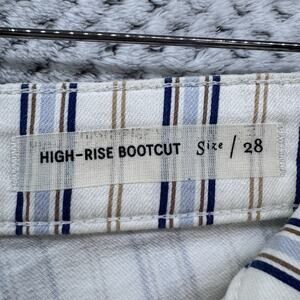 HIGH-RISE BOOTCUT Size / 28